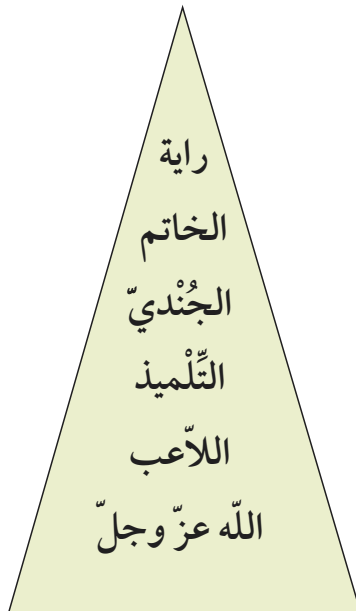 راية
الخاتم
الجُنْديّ
التِّلْميذ
اللاّعب
اللّه عزّ وجلّ